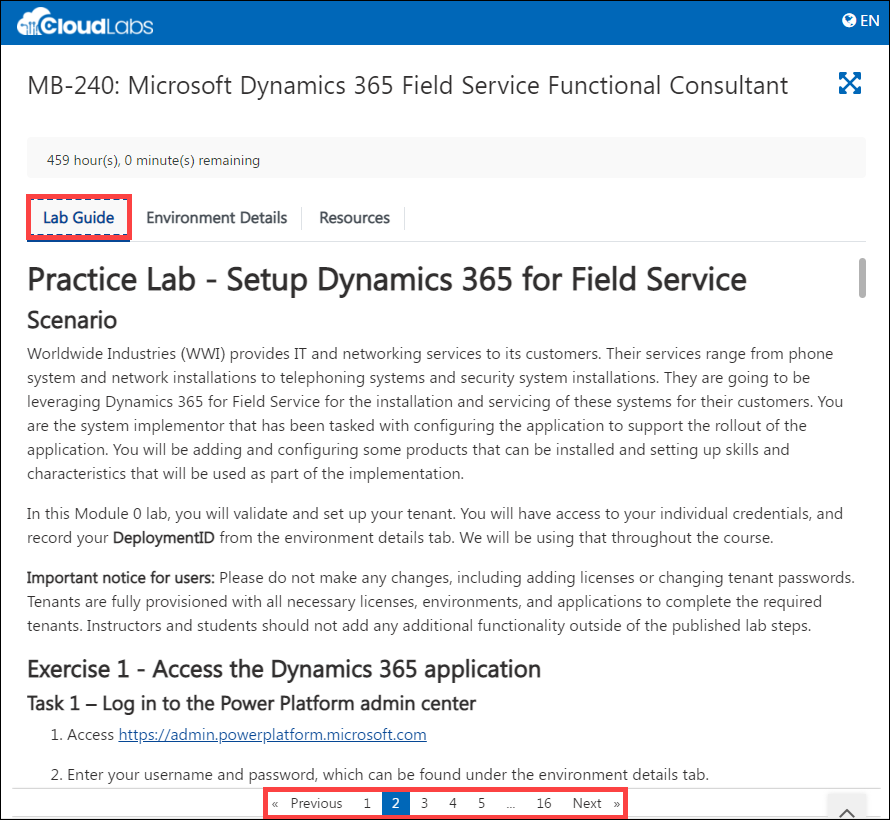 CloudLabs
EN
MB-240: Microsoft Dynamics 365 Field Service Functional Consultant
459 hour(s), 0 minute(s) remaining
Lab Guide Environment Details Resources
Practice Lab - Setup Dynamics 365 for Field Service
Scenario
Worldwide Industries (WWI) provides IT and networking services to its customers. Their services range from phone
system and network installations to telephoning systems and security system installations. They are going to be
leveraging Dynamics 365 for Field Service for the installation and servicing of these systems for their customers. You
are the system implementor that has been tasked with configuring the application to support the rollout of the
application. You will be adding and configuring some products that can be installed and setting up skills and
characteristics that will be used as part of the implementation.
In this Module 0 lab, you will validate and set up your tenant. You will have access to your individual credentials, and
record your DeploymentID from the environment details tab. We will be using that throughout the course.
Important notice for users: Please do not make any changes, including adding licenses or changing tenant passwords.
Tenants are fully provisioned with all necessary licenses, environments, and applications to complete the required
tenants. Instructors and students should not add any additional functionality outside of the published lab steps.
Exercise 1 - Access the Dynamics 365 application
Task 1 – Log in to the Power Platform admin center
1. Access https://admin.powerplatform.microsoft.com
2. Enter your username and password, which can be found under the environment details tab.
« Previous 1 2 3 4 5 ... 16 Next »